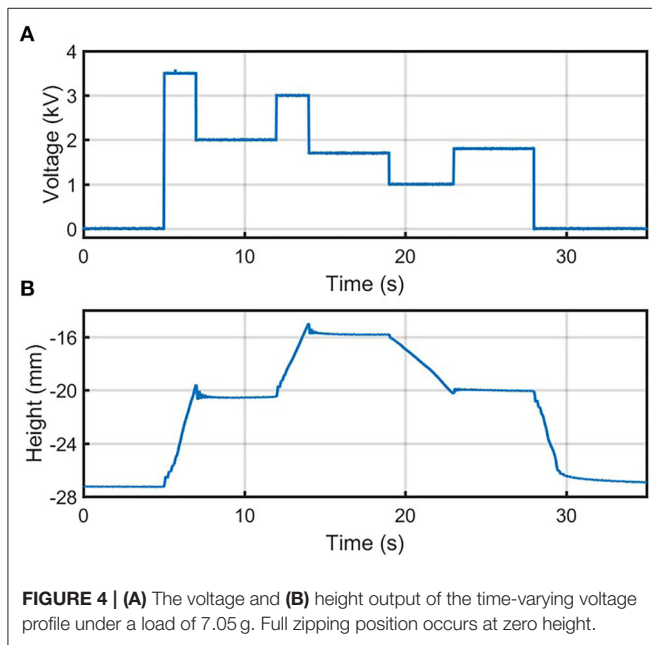 A
Voltage (kV)
4
3
2
1
0
0 10 20 30
Time (s)
B
Height (mm)
-16
-20
-24
-28
0 10 20 30
Time (s)
FIGURE 4 | (A) The voltage and (B) height output of the time-varying voltage
profile under a load of 7.05 g. Full zipping position occurs at zero height.